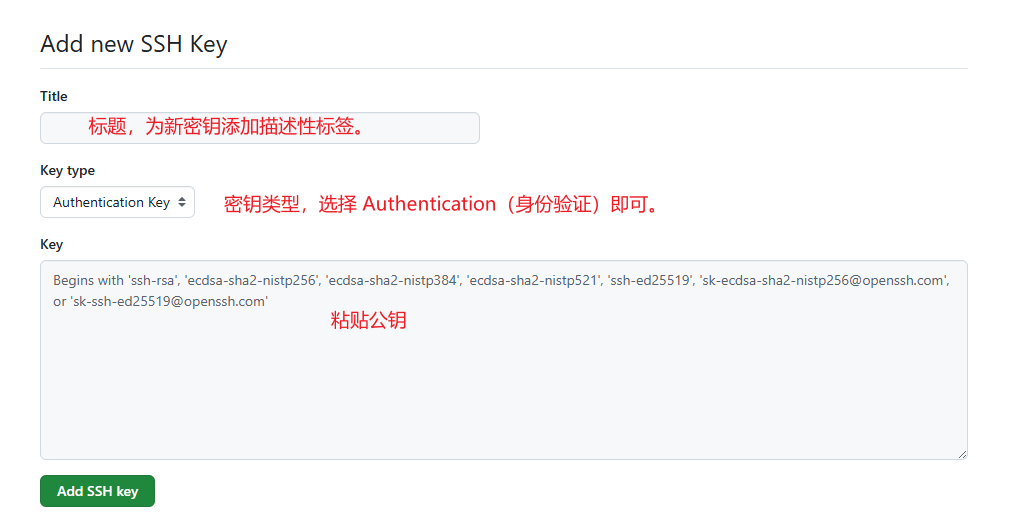 Add new SSH Key
Title
标题，为新密钥添加描述性标签。
Key type
Authentication Key
密钥类型，选择 Authentication（身份验证）即可。
Key
Begins with 'ssh-rsa', 'ecdsa-sha2-nistp256', 'ecdsa-sha2-nistp384', 'ecdsa-sha2-nistp521', 'ssh-ed25519', 'sk-ecdsa-sha2-nistp256@openssh.com',
or 'sk-ssh-ed25519@openssh.com'
粘贴公钥
Add SSH key